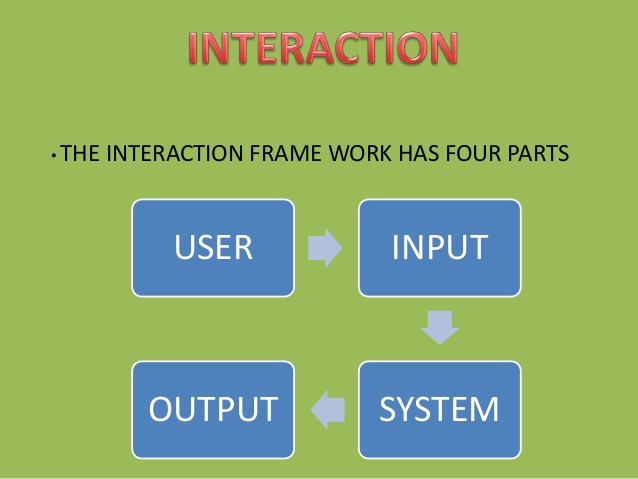 INTERACTION
• THE INTERACTION FRAME WORK HAS FOUR PARTS
USER
INPUT
SYSTEM
OUTPUT